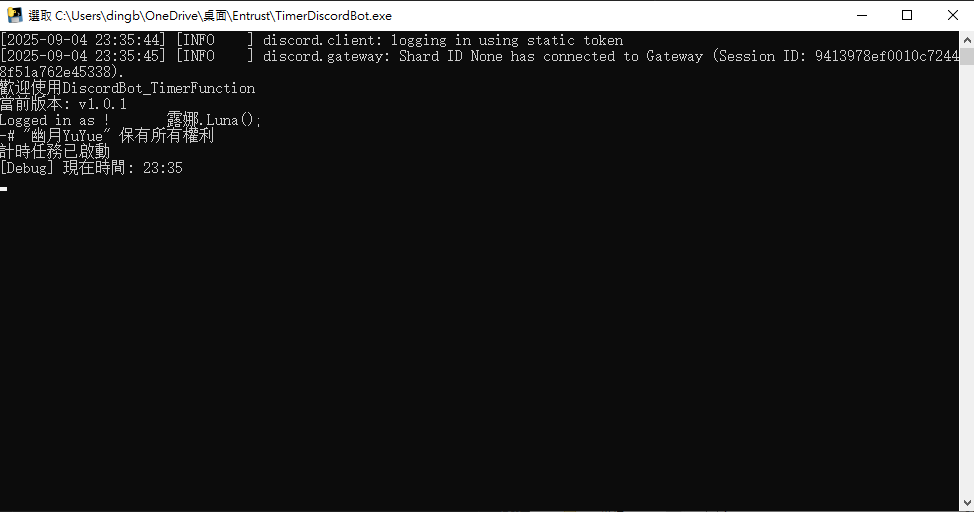 選取 C:\Users\dingb\OneDrive\桌面\Entrust\TimerDiscordBot.exe
[2025-09-04 23:35:44] [INFO    ] discord.client: logging in using static token
[2025-09-04 23:35:45] [INFO    ] discord.gateway: Shard ID None has connected to Gateway (Session ID: 9413978ef0010c7244
8f51a762e45338).
歡迎使用DiscordBot_TimerFunction
當前版本: v1.0.1
Logged in as !       露娜.Luna();
-# "幽月YuYue" 保有所有權利
計時任務已啟動
[Debug] 現在時間: 23:35